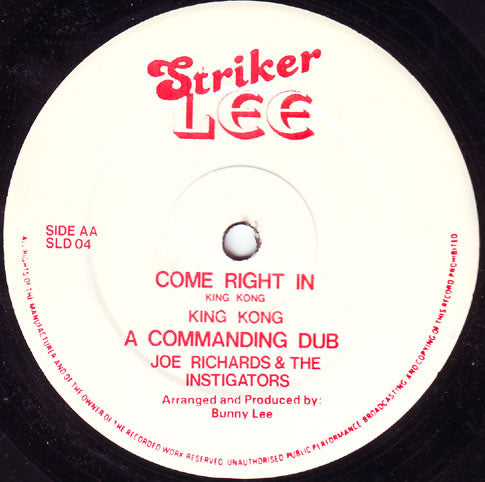 Striker
LEE
SIDE AA
SLD 04
COME RIGHT IN
KING KONG
KING KONG
A COMMANDING DUB
JOE RICHARDS & THE
INSTIGATORS
Arranged and Produced by:
Bunny Lee
ALL RIGHTS OF THE MANUFACTURER AND OF THE OWNER OF THE RECORDED WORK RESERVED. UNAUTHORISED PUBLIC PERFORMANCE BROADCASTING AND COPYING OF THIS RECORD PROHIBITED